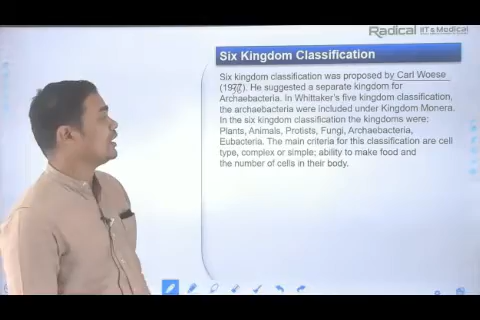 Radical IIT & Medical
Six Kingdom Classification
Six kingdom classification was proposed by Carl Woese
(1977). He suggested a separate kingdom for
Archaebacteria. In Whittaker's five kingdom classification,
the archaebacteria were included under Kingdom Monera.
In the six kingdom classification the kingdoms were;
Plants, Animals, Protists, Fungi, Archaebacteria,
Eubacteria. The main criteria for this classification are cell
type, complex or simple; ability to make food and
the number of cells in their body.